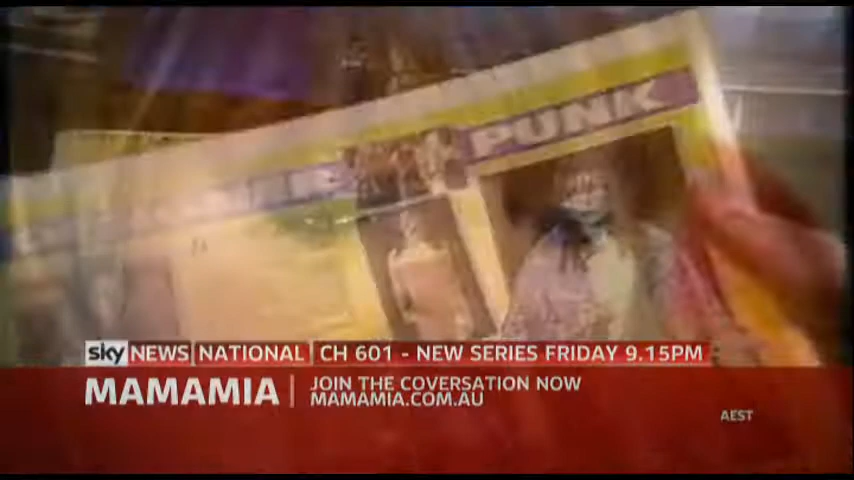 PUNK
sky NEWS NATIONAL CH 601 - NEW SERIES FRIDAY 9.15PM
MAMAMIA JOIN THE COVERSATION NOW
MAMAMIA.COM.AU
AEST